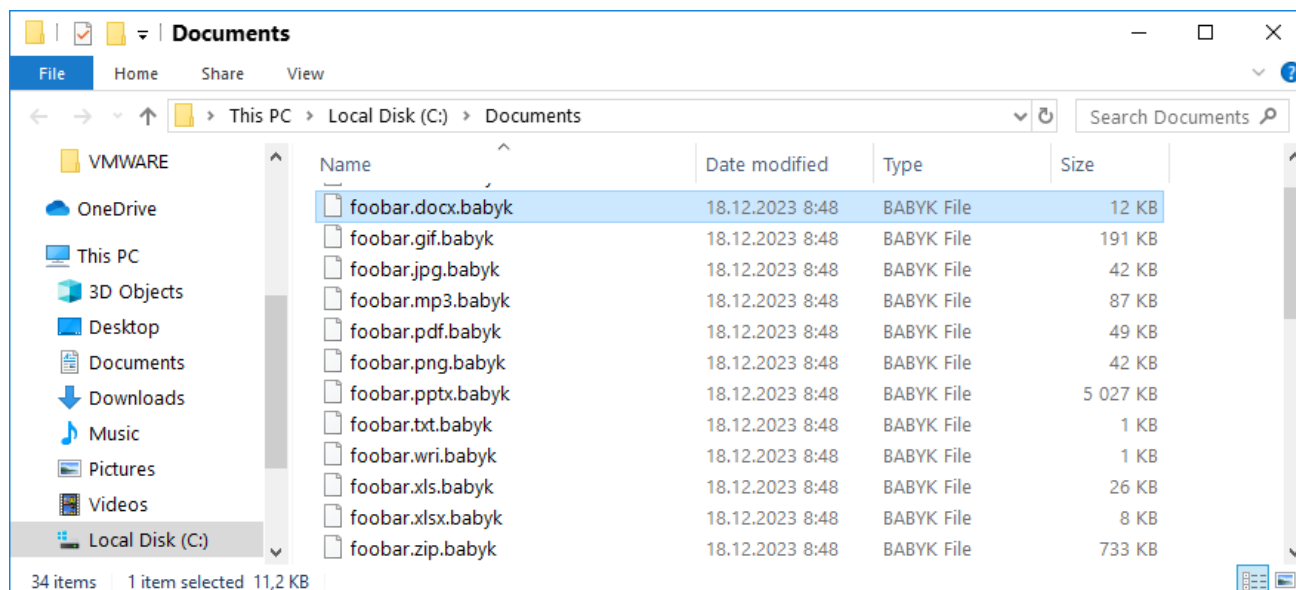 Documents
File Home Share View
This PC > Local Disk (C:) > Documents
Search Documents
VMWARE
OneDrive
This PC
3D Objects
Desktop
Documents
Downloads
Music
Pictures
Videos
Local Disk (C:)
Name Date modified Type Size
foobar.docx.babyk 18.12.2023 8:48 BABYK File 12 KB
foobar.gif.babyk 18.12.2023 8:48 BABYK File 191 KB
foobar.jpg.babyk 18.12.2023 8:48 BABYK File 42 KB
foobar.mp3.babyk 18.12.2023 8:48 BABYK File 87 KB
foobar.pdf.babyk 18.12.2023 8:48 BABYK File 49 KB
foobar.png.babyk 18.12.2023 8:48 BABYK File 42 KB
foobar.pptx.babyk 18.12.2023 8:48 BABYK File 5 027 KB
foobar.txt.babyk 18.12.2023 8:48 BABYK File 1 KB
foobar.wri.babyk 18.12.2023 8:48 BABYK File 1 KB
foobar.xls.babyk 18.12.2023 8:48 BABYK File 26 KB
foobar.xlsx.babyk 18.12.2023 8:48 BABYK File 8 KB
foobar.zip.babyk 18.12.2023 8:48 BABYK File 733 KB
34 items 1 item selected 11,2 KB